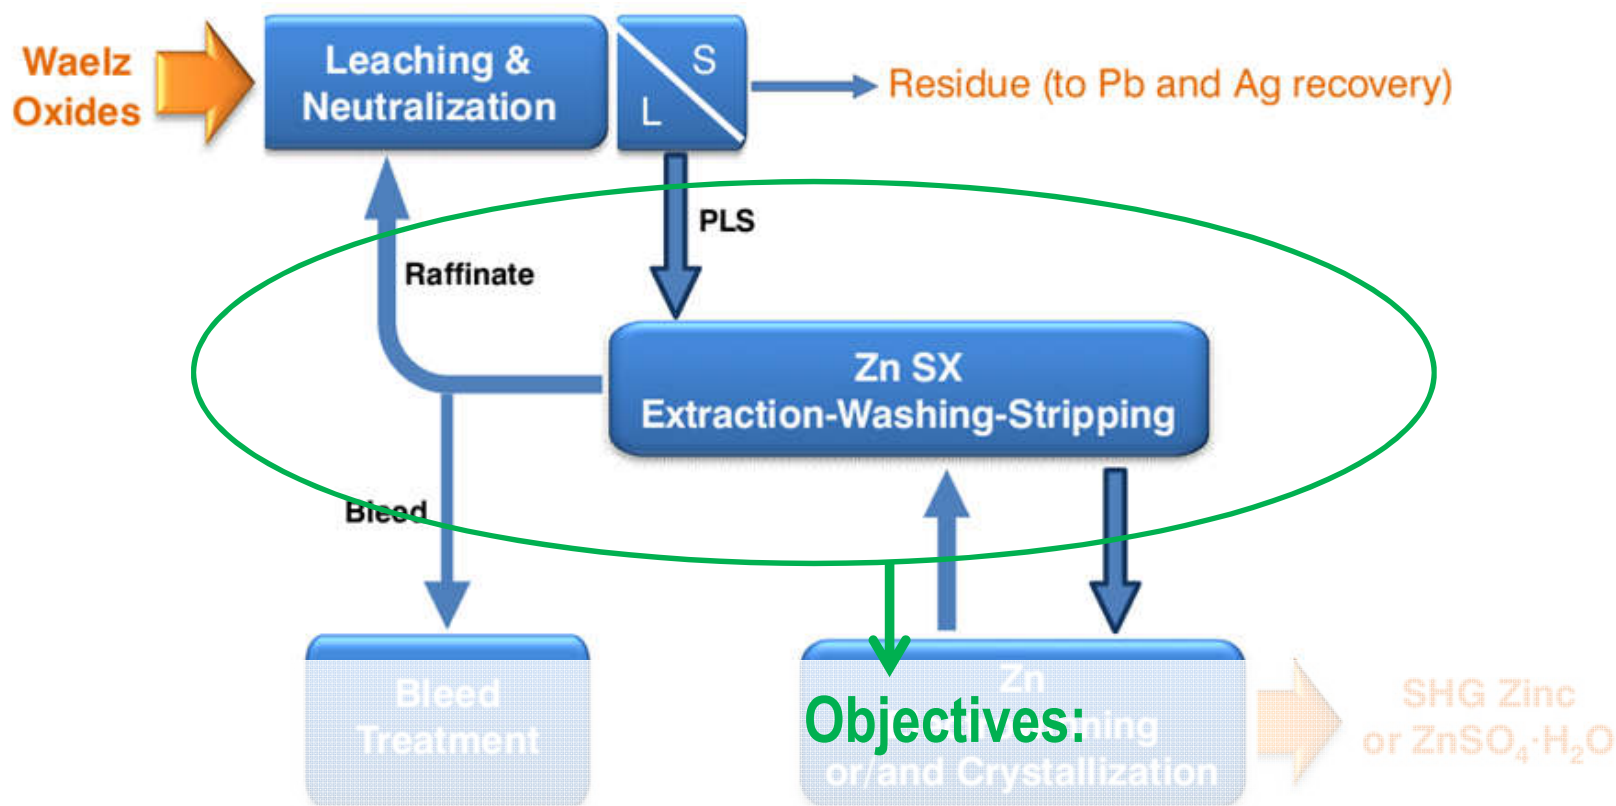 Waelz
Oxides
Leaching &
Neutralization
S
L
Residue (to Pb and Ag recovery)
PLS
Raffinate
Zn SX
Extraction-Washing-Stripping
Bleed
Bleed
Treatment
Zn
Objectives:
or/and Crystallization
SHG Zinc
or ZnSO₄·H₂O